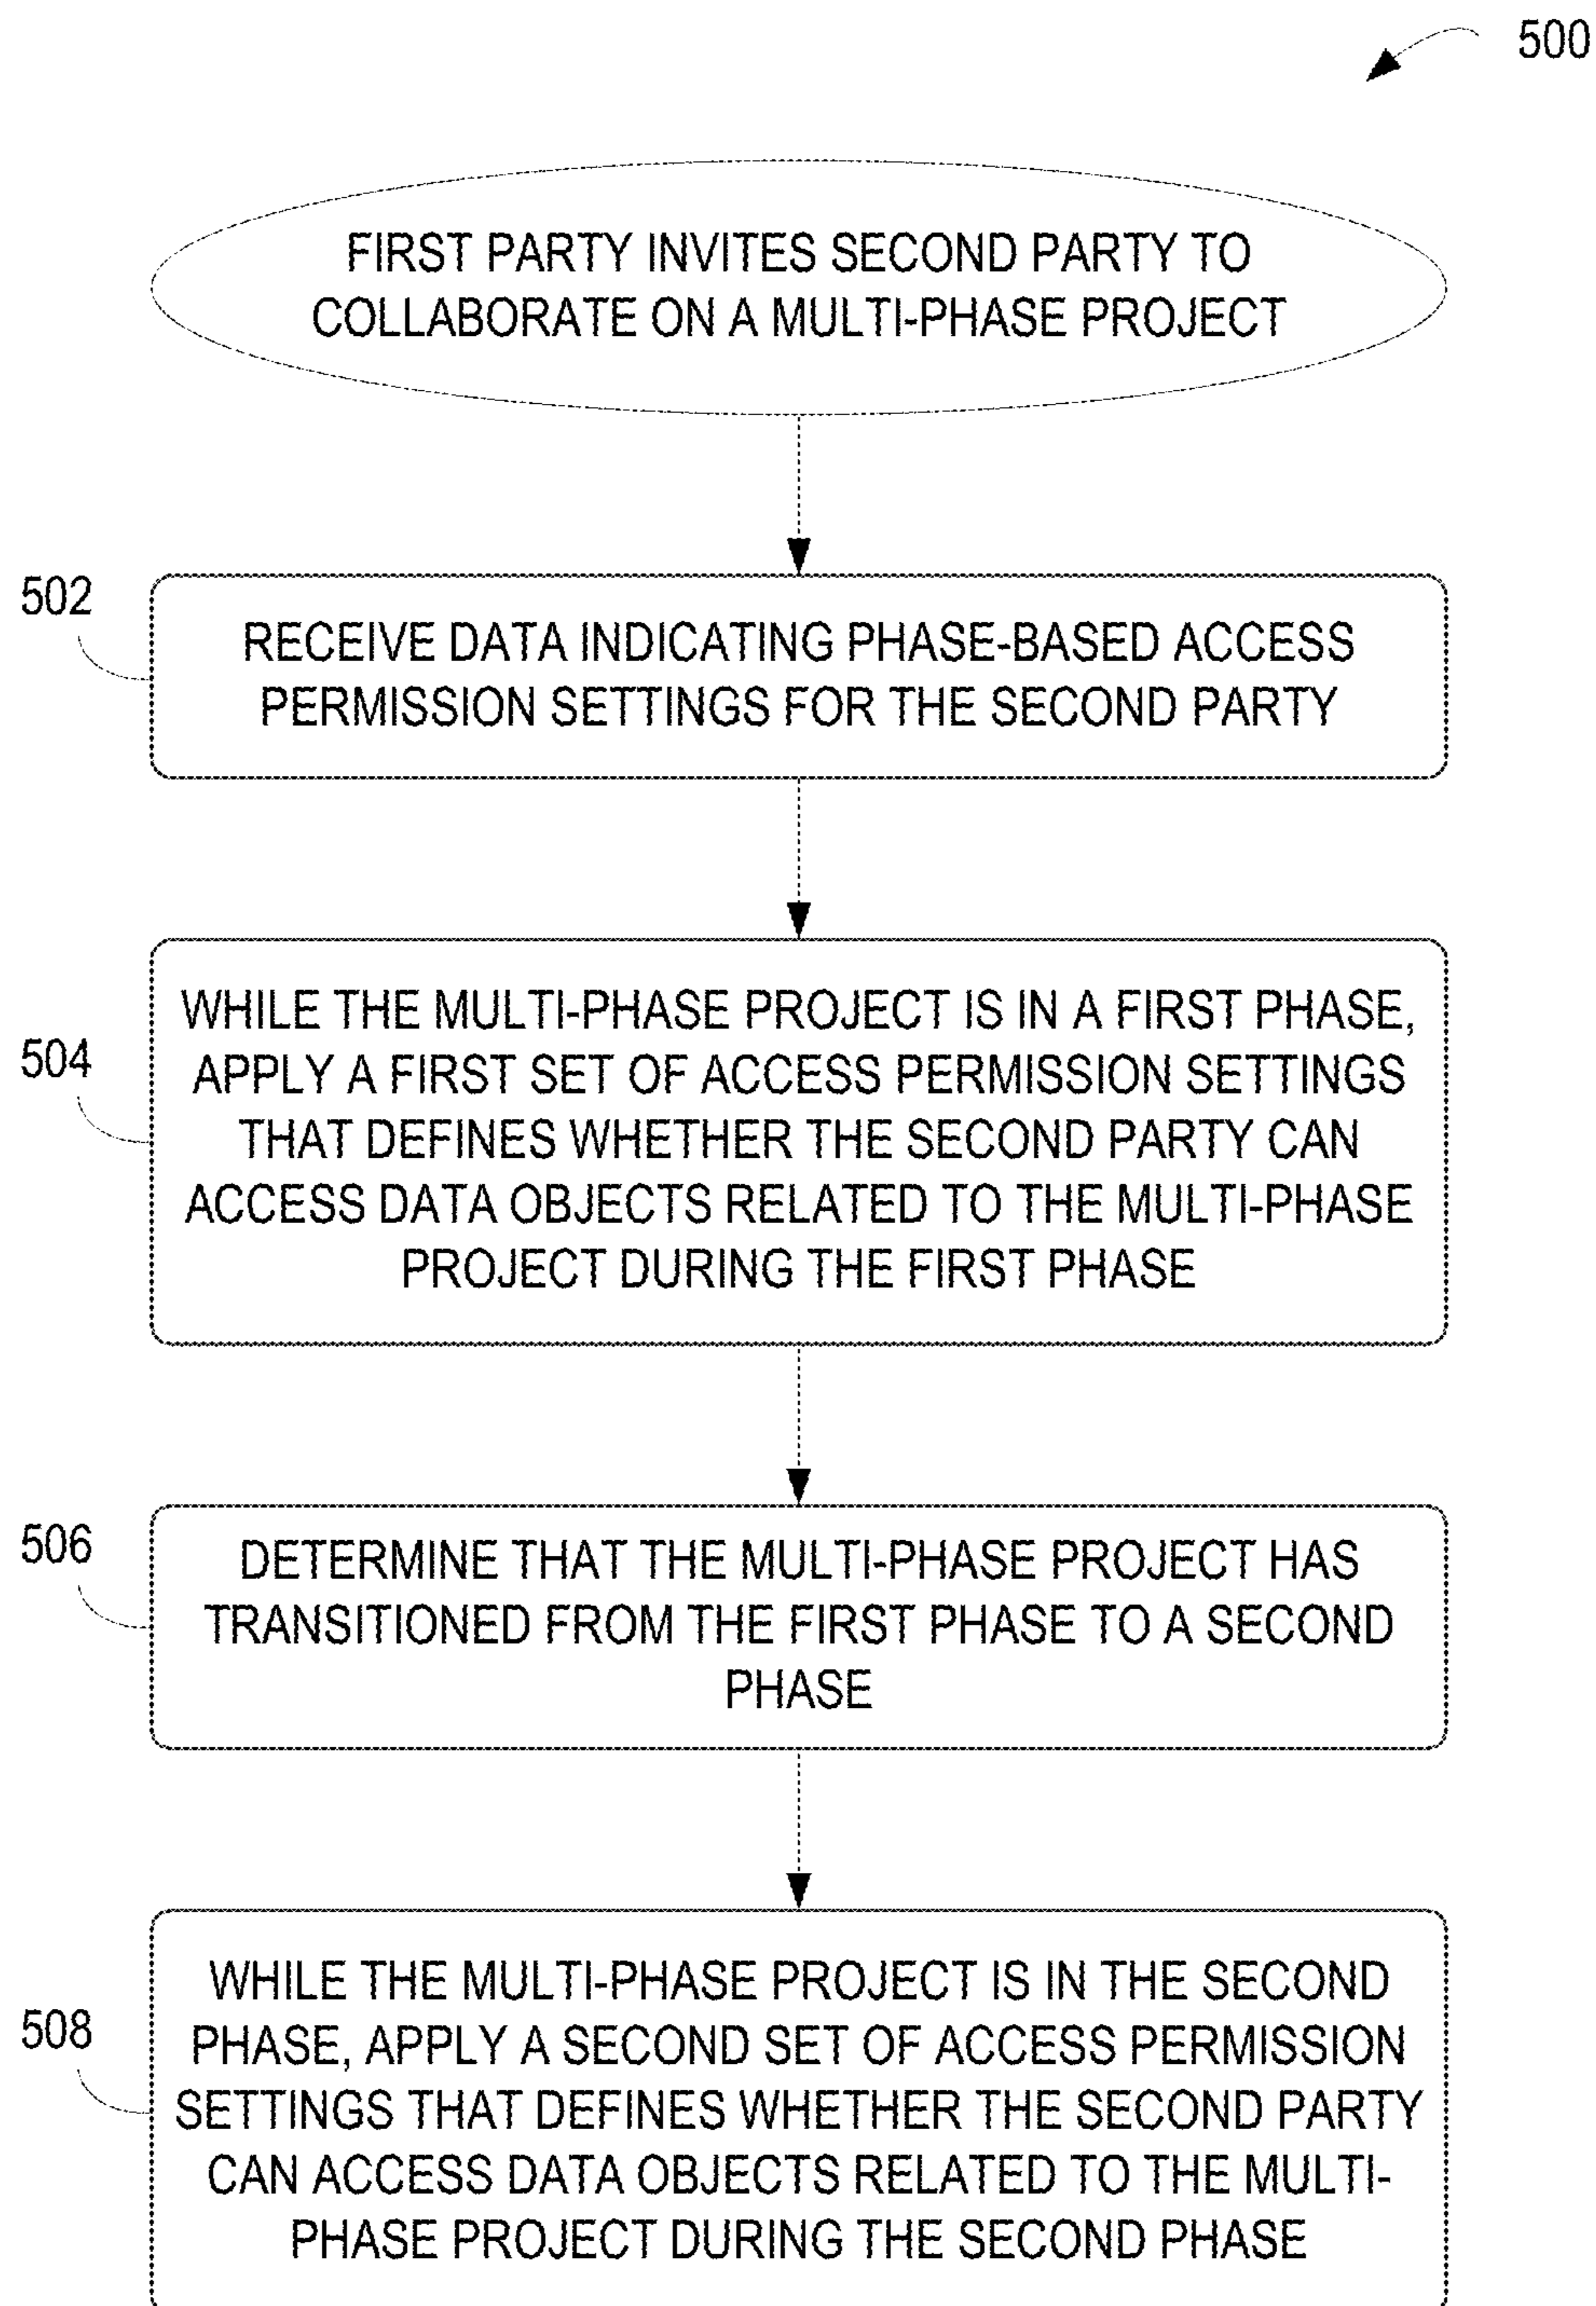 500
FIRST PARTY INVITES SECOND PARTY TO
COLLABORATE ON A MULTI-PHASE PROJECT
502
RECEIVE DATA INDICATING PHASE-BASED ACCESS
PERMISSION SETTINGS FOR THE SECOND PARTY
504
WHILE THE MULTI-PHASE PROJECT IS IN A FIRST PHASE,
APPLY A FIRST SET OF ACCESS PERMISSION SETTINGS
THAT DEFINES WHETHER THE SECOND PARTY CAN
ACCESS DATA OBJECTS RELATED TO THE MULTI-PHASE
PROJECT DURING THE FIRST PHASE
506
DETERMINE THAT THE MULTI-PHASE PROJECT HAS
TRANSITIONED FROM THE FIRST PHASE TO A SECOND
PHASE
508
WHILE THE MULTI-PHASE PROJECT IS IN THE SECOND
PHASE, APPLY A SECOND SET OF ACCESS PERMISSION
SETTINGS THAT DEFINES WHETHER THE SECOND PARTY
CAN ACCESS DATA OBJECTS RELATED TO THE MULTI-
PHASE PROJECT DURING THE SECOND PHASE